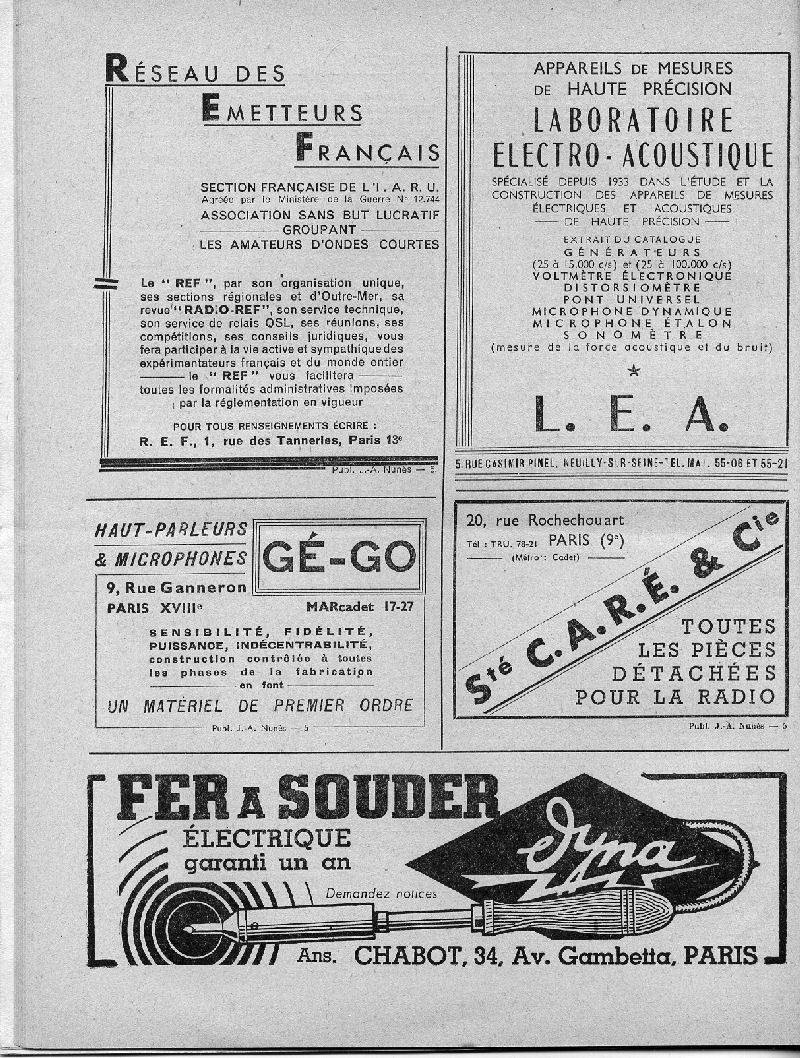 RÉSEAU DES
EMETTEURS
FRANÇAIS
SECTION FRANÇAISE DE L'I. A. R. U.
Agréée par le Ministère de la Guerre N° 12.744
ASSOCIATION SANS BUT LUCRATIF
GROUPANT
LES AMATEURS D'ONDES COURTES
Le "REF", par son organisation unique,
ses sections régionales et d'Outre-Mer, sa
revue "RADIO-REF", son service technique,
son service de relais QSL, ses réunions, ses
compétitions, ses conseils juridiques, vous
fera participer à la vie active et sympathique des
expérimentateurs français et du monde entier
le "REF" vous facilitera
toutes les formalités administratives imposées
par la réglementation en vigueur
POUR TOUS RENSEIGNEMENTS ÉCRIRE :
R. E. F., 1, rue des Tanneries, Paris 13e
Publ. J.-A. Nunès — 5
APPAREILS DE MESURES
DE HAUTE PRÉCISION
LABORATOIRE
ELECTRO-ACOUSTIQUE
SPÉCIALISÉ DEPUIS 1933 DANS L'ÉTUDE ET LA
CONSTRUCTION DES APPAREILS DE MESURES
ÉLECTRIQUES ET ACOUSTIQUES
DE HAUTE PRÉCISION
EXTRAIT DU CATALOGUE
GÉNÉRATEURS
(25 à 15.000 c/s) et (25 à 100.000 c/s)
VOLTMÈTRE ÉLECTRONIQUE
DISTORSIOMÈTRE
PONT UNIVERSEL
MICROPHONE DYNAMIQUE
MICROPHONE ÉTALON
SONOMÈTRE
(mesure de la force acoustique et du bruit)
L. E. A.
5, RUE CASIMIR PINEL, NEUILLY-SUR-SEINE-TEL. MAI. 55-06 ET 55-21
HAUT-PARLEURS
& MICROPHONES
GÉ-GO
9, Rue Ganneron
PARIS XVIIIe MARcadet 17-27
SENSIBILITÉ, FIDÉLITÉ,
PUISSANCE, INDÉCENTRABILITÉ,
construction contrôlée à toutes
les phases de la fabrication
en font
UN MATÉRIEL DE PREMIER ORDRE
Publ. J.-A. Nunès — 5
20, rue Rochechouart
Tél : TRU. 78-21 PARIS (9e)
(Métro : Cadet)
Sté C.A.R.É. & Cie
TOUTES
LES PIÈCES
DÉTACHÉES
POUR LA RADIO
Publ. J.-A. Nunès — 5
FER A SOUDER
ÉLECTRIQUE
garanti un an
Dyna
Demandez notices
Ans. CHABOT, 34, Av. Gambetta, PARIS